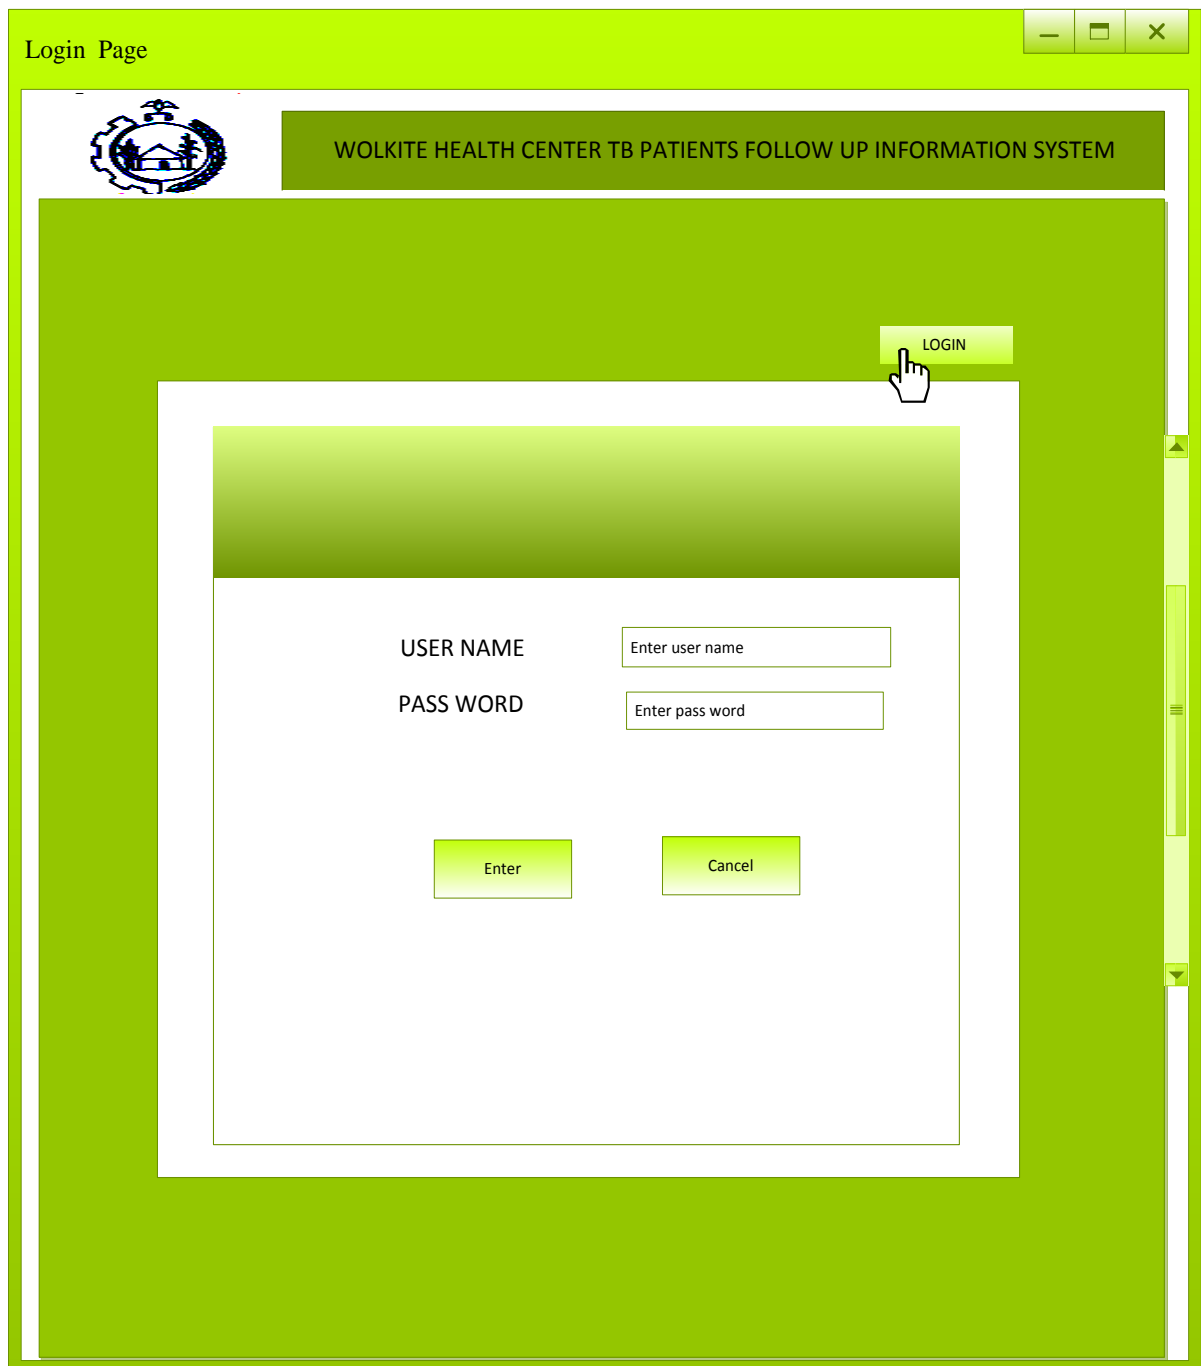 Login Page
WOLKITE HEALTH CENTER TB PATIENTS FOLLOW UP INFORMATION SYSTEM
LOGIN
USER NAME
Enter user name
PASS WORD
Enter pass word
Enter
Cancel